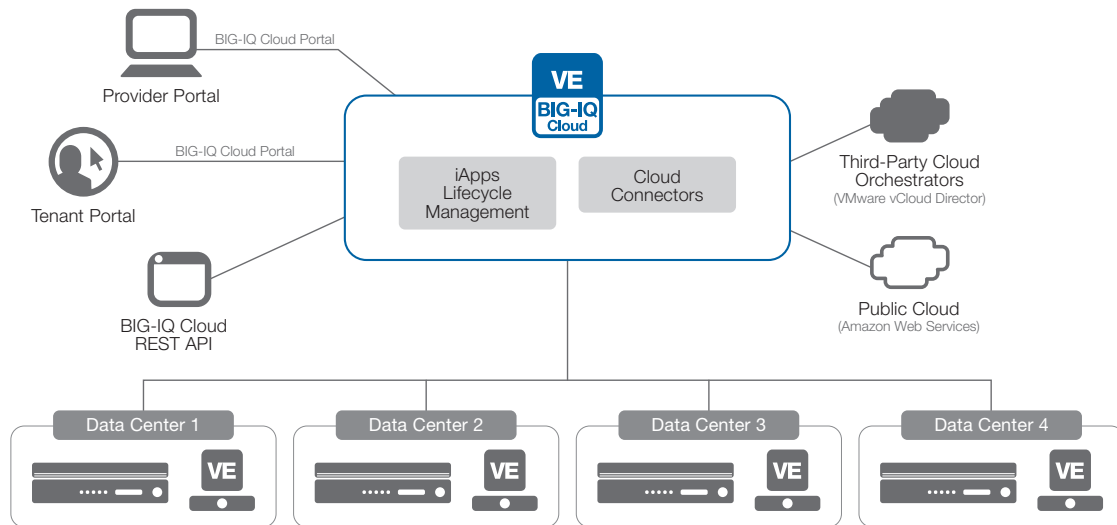 BIG-IQ Cloud Portal
Provider Portal
BIG-IQ Cloud Portal
Tenant Portal
BIG-IQ Cloud
REST API
VE
BIG-IQ
Cloud
iApps
Lifecycle
Management
Cloud
Connectors
Third-Party Cloud
Orchestrators
(VMware vCloud Director)
Public Cloud
(Amazon Web Services)
Data Center 1
VE
Data Center 2
VE
Data Center 3
VE
Data Center 4
VE